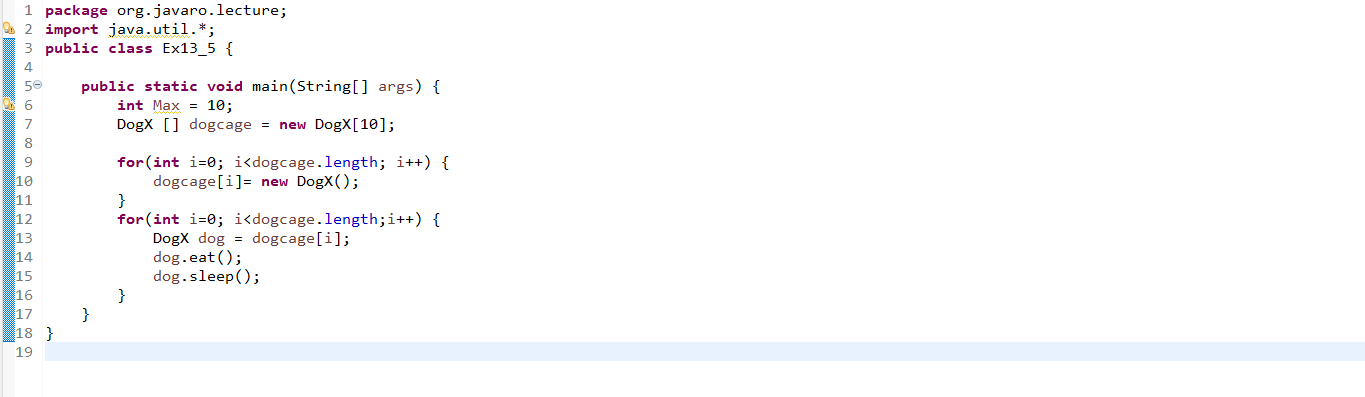 1 package org.javaro.lecture;
2 import java.util.*;
3 public class Ex13_5 {
4
5 public static void main(String[] args) {
6 int Max = 10;
7 DogX [] dogcage = new DogX[10];
8
9 for(int i=0; i<dogcage.length; i++) {
10 dogcage[i]= new DogX();
11 }
12 for(int i=0; i<dogcage.length;i++) {
13 DogX dog = dogcage[i];
14 dog.eat();
15 dog.sleep();
16 }
17 }
18 }
19